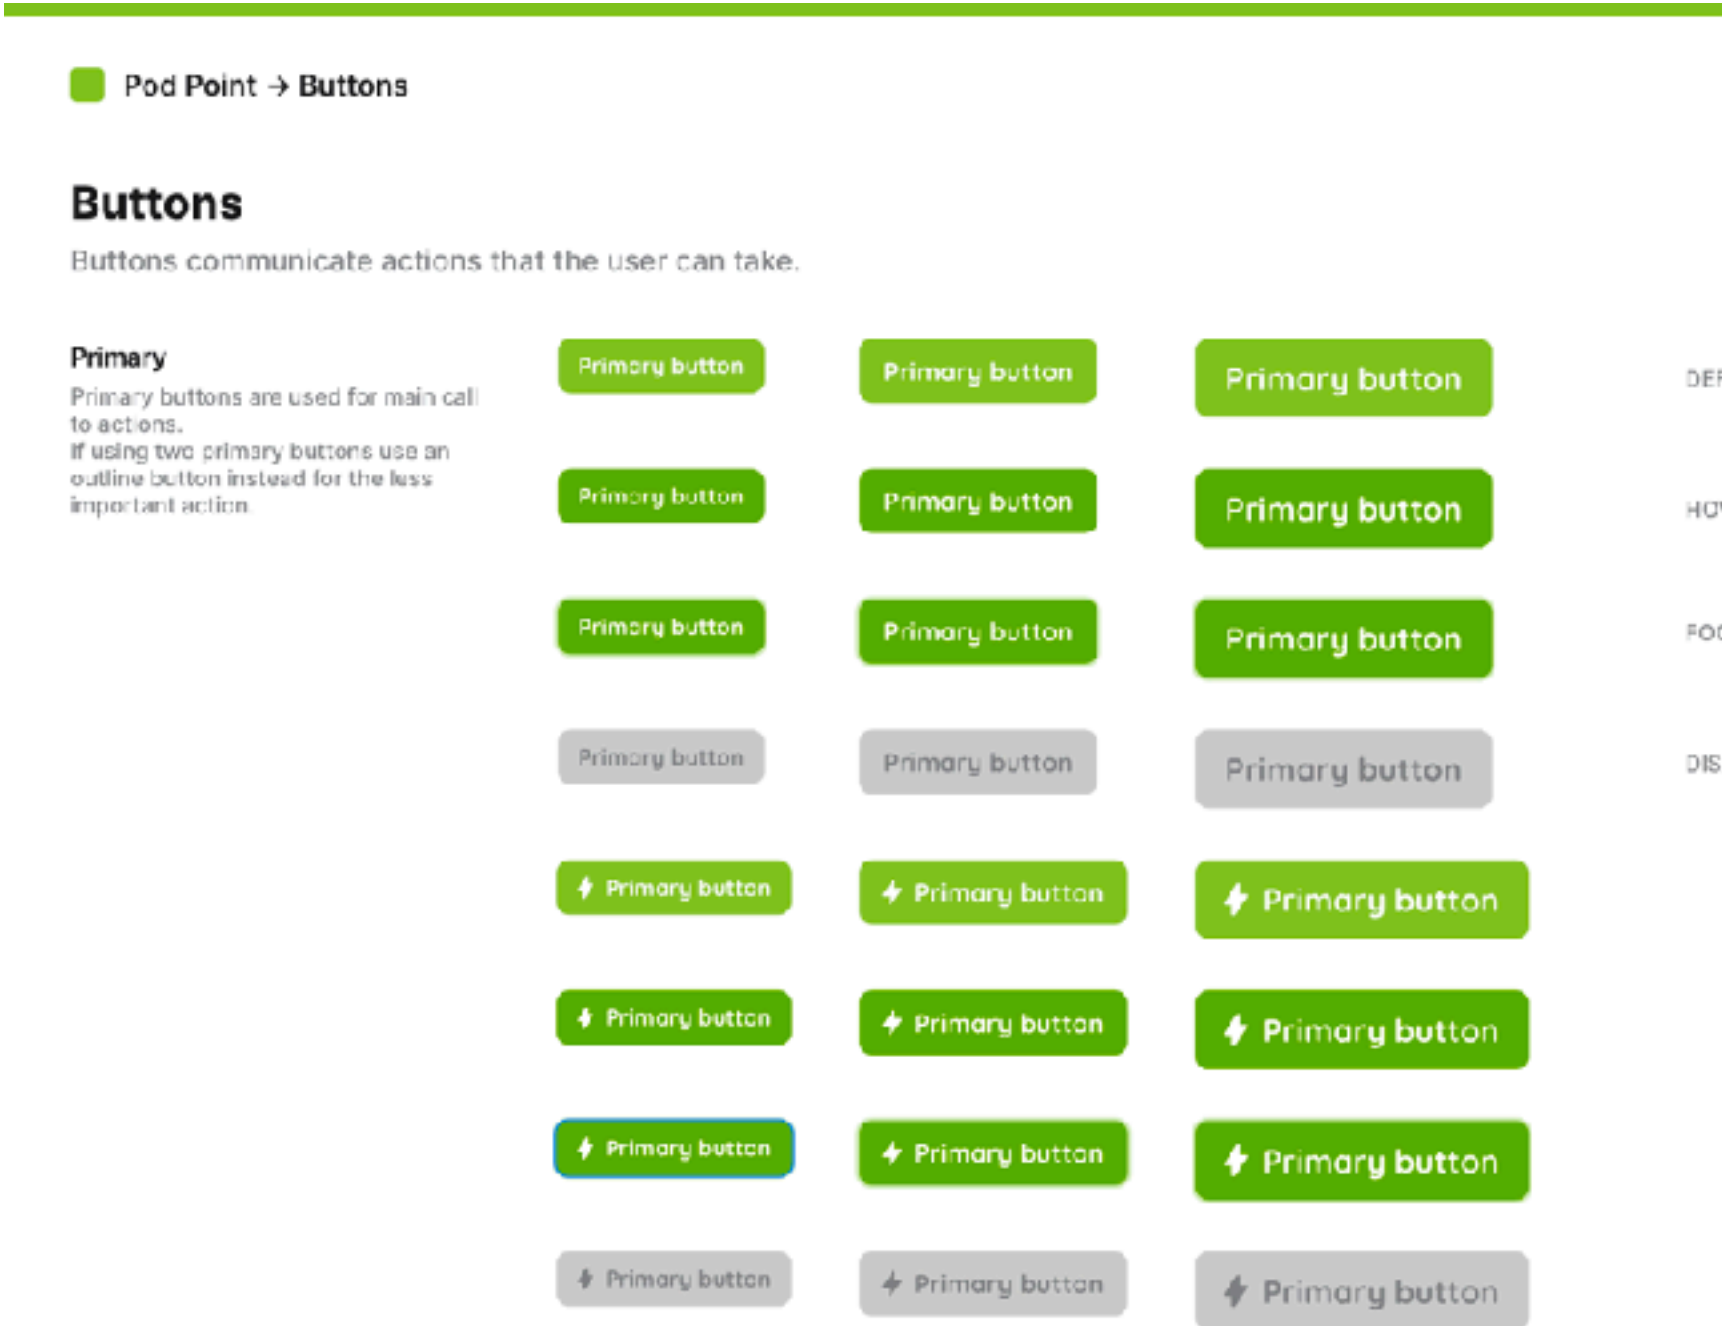 Pod Point → Buttons
Buttons
Buttons communicate actions that the user can take.
Primary
Primary buttons are used for main call
to actions.
If using two primary buttons use an
outline button instead for the less
important action.
Primary button Primary button Primary button
Primary button Primary button Primary button
Primary button Primary button Primary button
Primary button Primary button Primary button
Primary button Primary button Primary button
Primary button Primary button Primary button
Primary button Primary button Primary button
Primary button Primary button Primary button